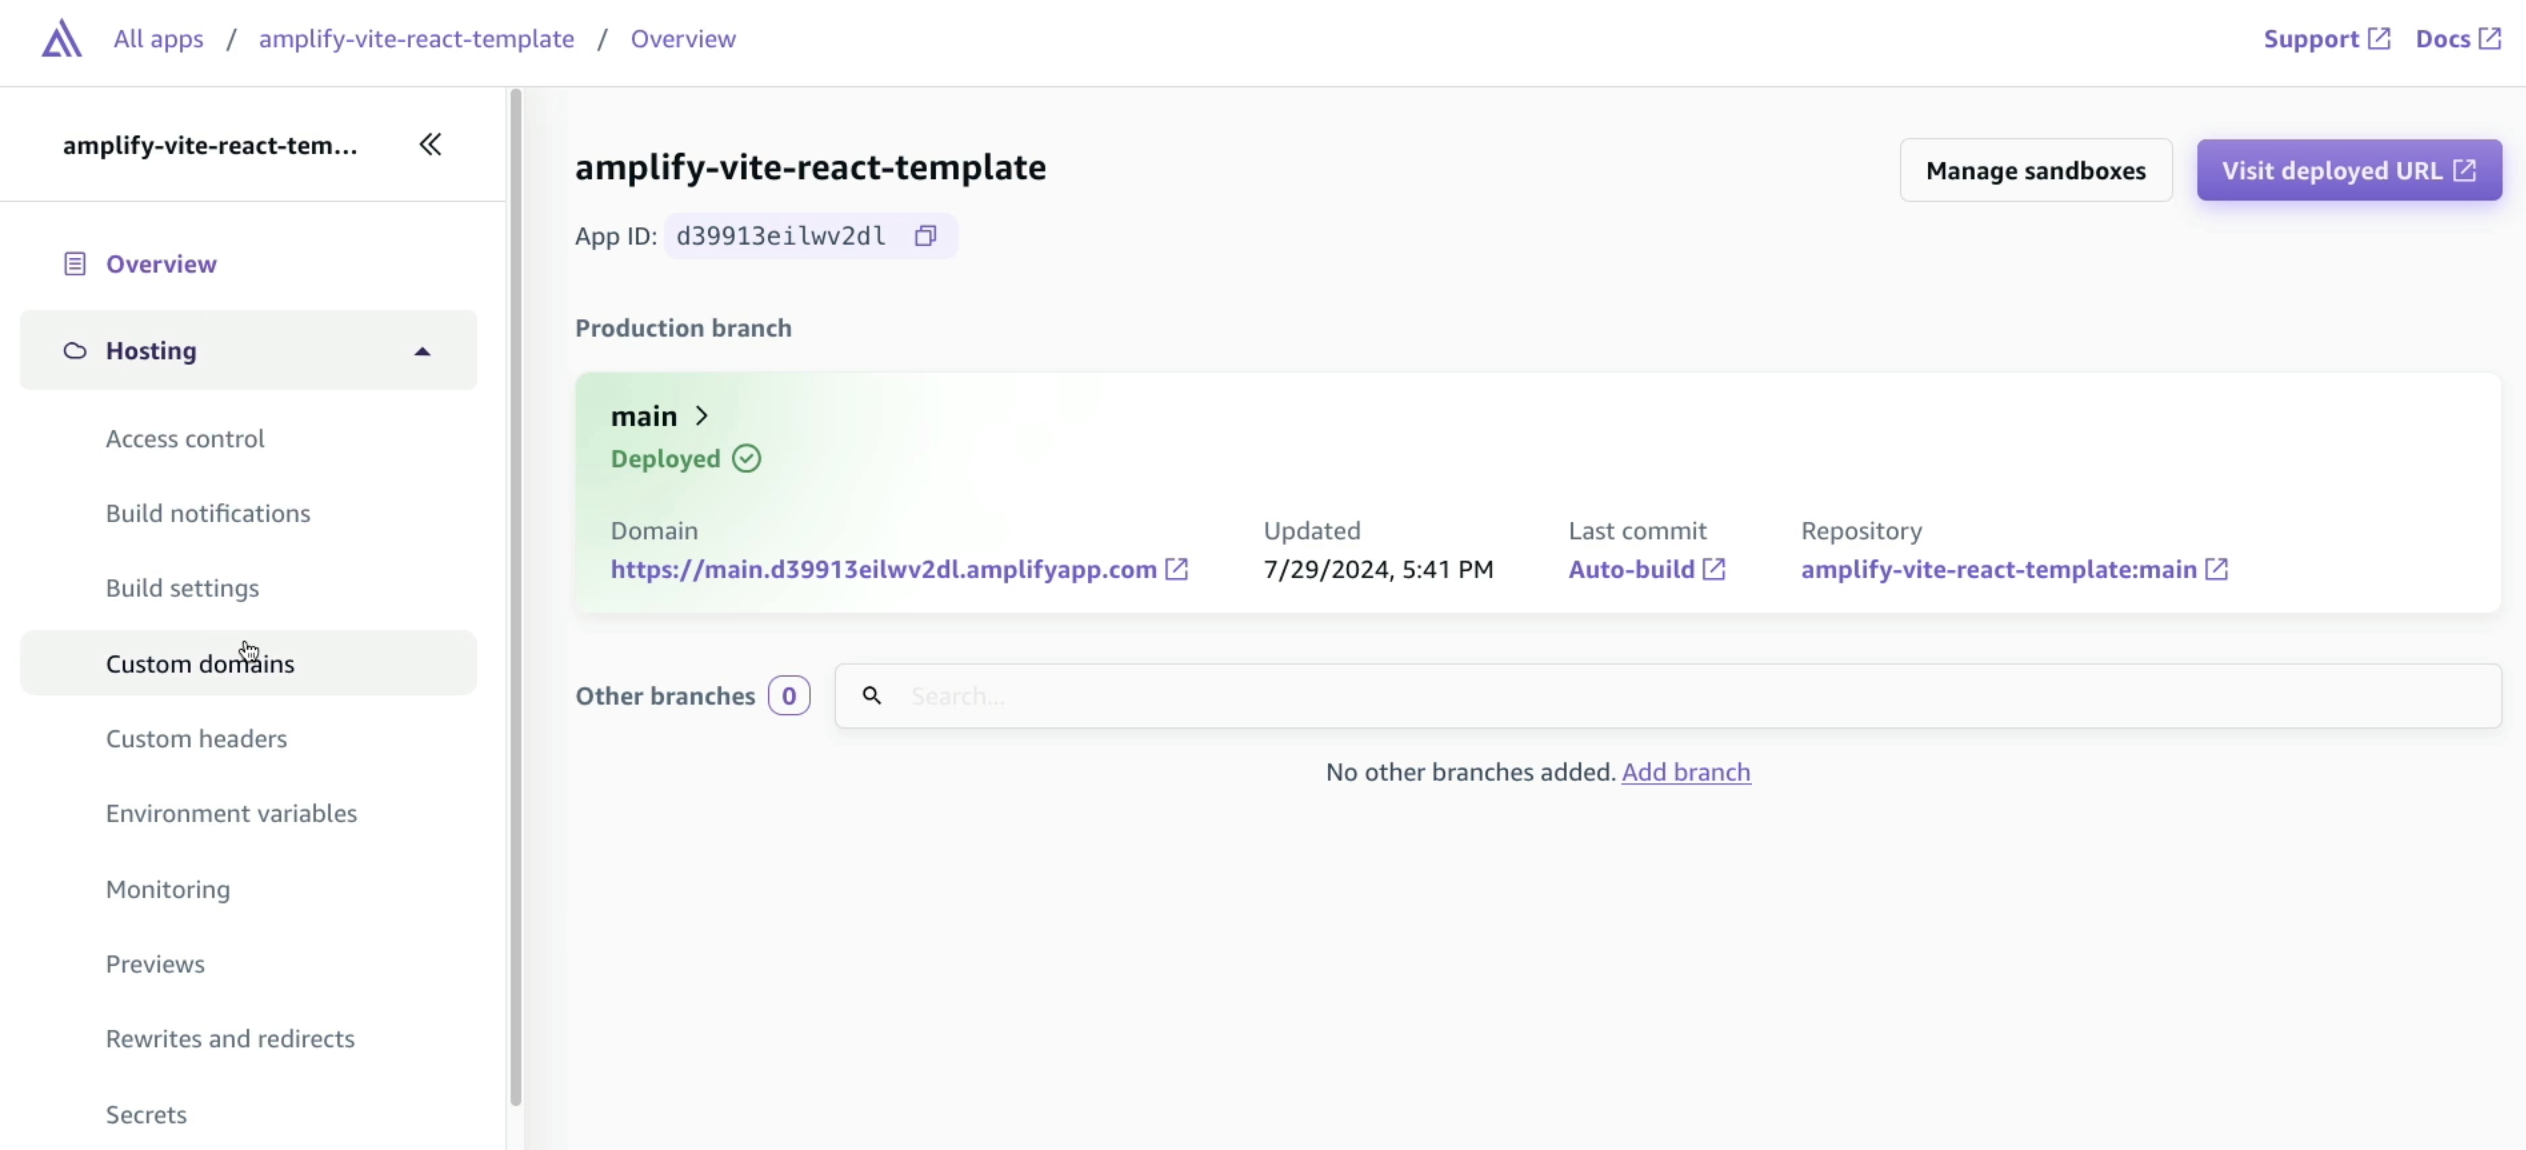 All apps / amplify-vite-react-template / Overview
Support
Docs
amplify-vite-react-tem...
Overview
Hosting
Access control
Build notifications
Build settings
Custom domains
Custom headers
Environment variables
Monitoring
Previews
Rewrites and redirects
Secrets
amplify-vite-react-template
Manage sandboxes
Visit deployed URL
App ID: d39913eilwv2dl
Production branch
main
Deployed
Domain
https://main.d39913eilwv2dl.amplifyapp.com
Updated
7/29/2024, 5:41 PM
Last commit
Auto-build
Repository
amplify-vite-react-template:main
Other branches 0
Search...
No other branches added. Add branch